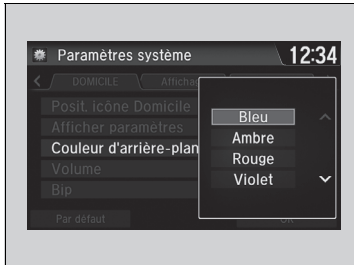 Paramètres système
12:34
DOMICILE
Affichag
Posit. icône Domicile
Afficher paramètres
Couleur d'arrière-plan
Volume
Bip
Par défaut
OK
Bleu
Ambre
Rouge
Violet